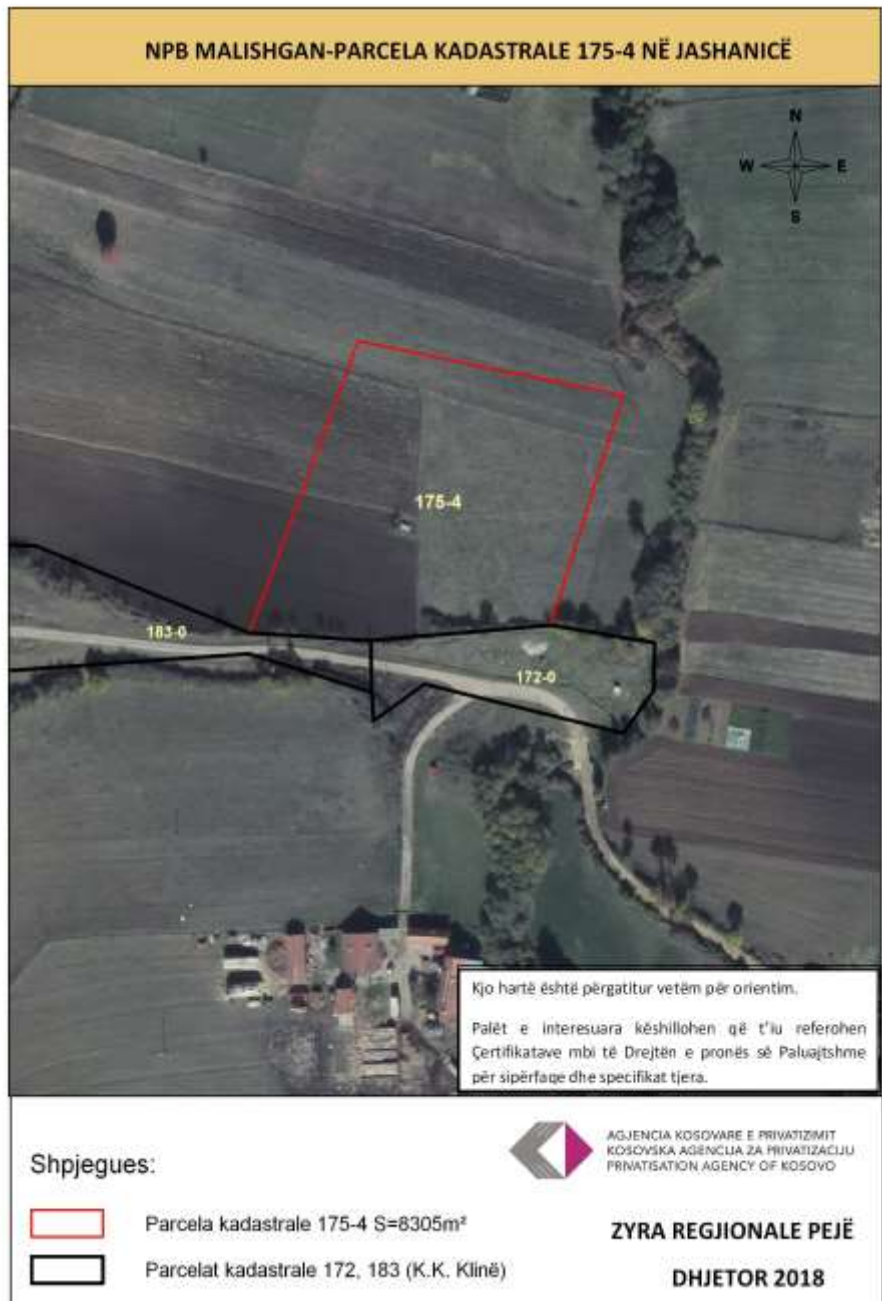 NPB MALISHGAN-PARCELA KADASTRALE 175-4 NË JASHANICË
N
W E
S
175-4
183-0
172-0
Kjo hartë është përgatitur vetëm për orientim.
Palët e interesuara këshillohen që t'iu referohen
Çertifikatave mbi të Drejtën e pronës së Paluajtshme
për sipërfaqe dhe specifikat tjera.
Shpjegues:
AGJENCIA KOSOVARE E PRIVATIZIMIT
KOSOVSKA AGENCIJA ZA PRIVATIZACIJU
PRIVATISATION AGENCY OF KOSOVO
Parcela kadastrale 175-4 S=8305m²
Parcelat kadastrale 172, 183 (K.K. Klinë)
ZYRA REGJIONALE PEJË
DHJETOR 2018